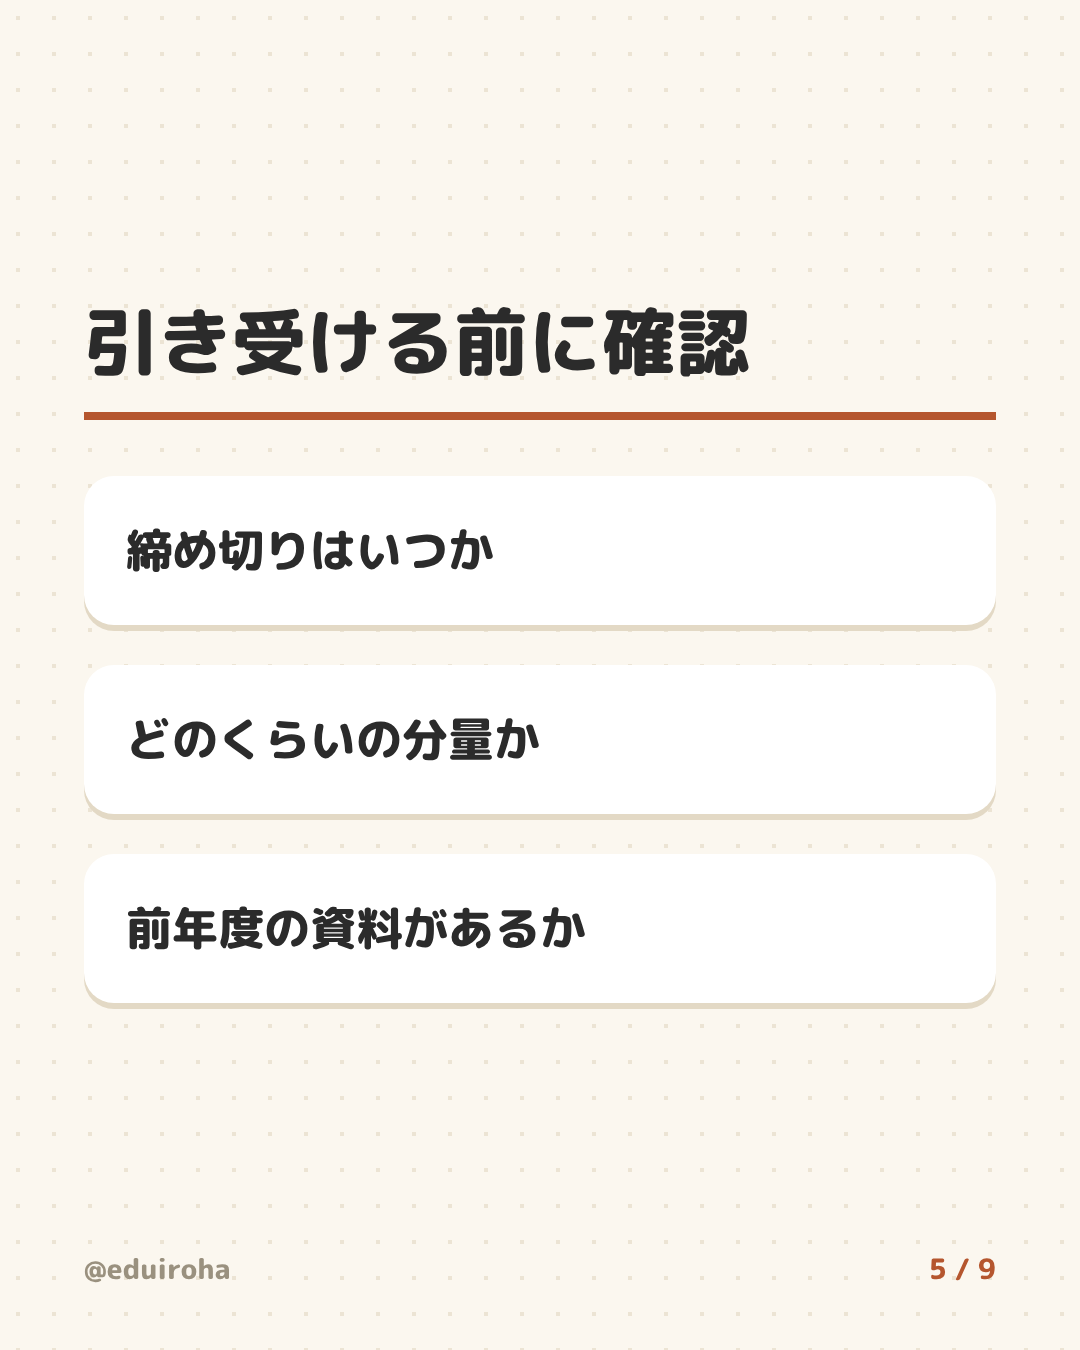 引き受ける前に確認
締め切りはいつか
どのくらいの分量か
前年度の資料があるか
@eduiroha
5 / 9